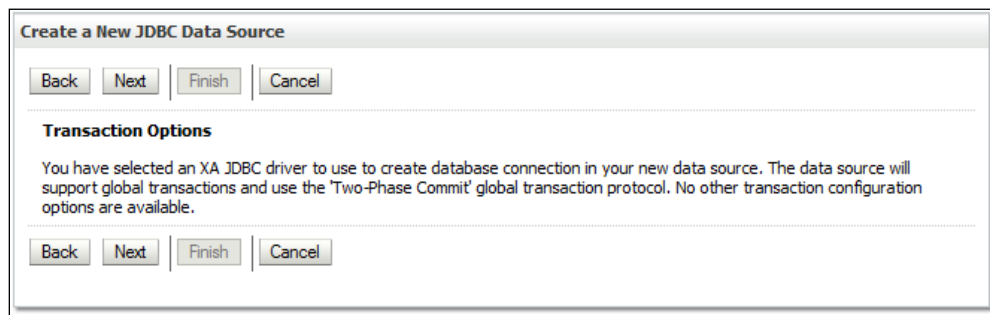 Create a New JDBC Data Source
Back Next Finish Cancel
Transaction Options
You have selected an XA JDBC driver to use to create database connection in your new data source. The data source will
support global transactions and use the 'Two-Phase Commit' global transaction protocol. No other transaction configuration
options are available.
Back Next Finish Cancel